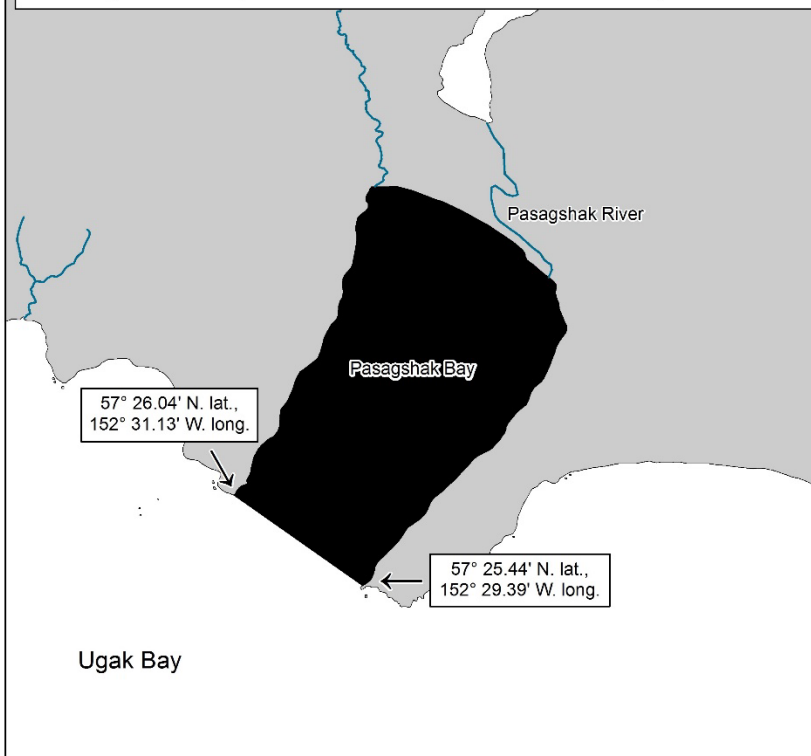 Pasagshak River
Pasagshak Bay
57° 26.04' N. lat.,
152° 31.13' W. long.
57° 25.44' N. lat.,
152° 29.39' W. long.
Ugak Bay